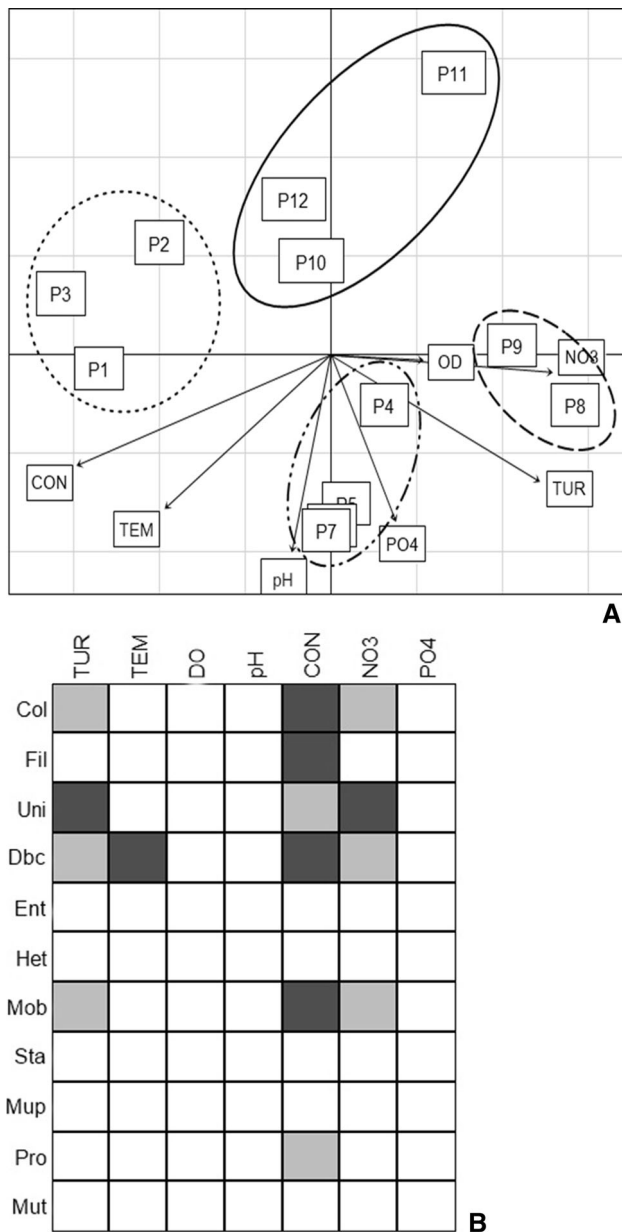 P11
P12
P2
P10
P3
P9
NO3
P1
OD
P4
P8
CON
TUR
P5
TEM
P7
PO4
pH
A
TUR TEM DO pH CON NO3 PO4
Col
Fil
Uni
Dbc
Ent
Het
Mob
Sta
Mup
Pro
Mut
B